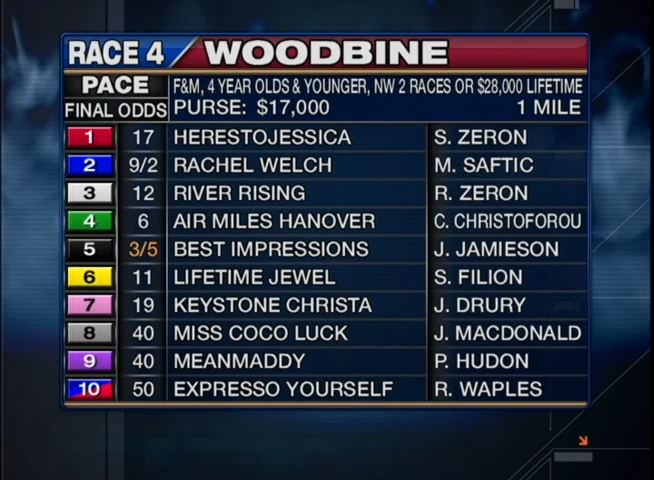 RACE 4 WOODBINE
PACE F&M, 4 YEAR OLDS & YOUNGER, NW 2 RACES OR $28,000 LIFETIME
FINAL ODDS PURSE: $17,000 1 MILE
1 17 HERESTOJESSICA S. ZERON
2 9/2 RACHEL WELCH M. SAFTIC
3 12 RIVER RISING R. ZERON
4 6 AIR MILES HANOVER C. CHRISTOFOROU
5 3/5 BEST IMPRESSIONS J. JAMIESON
6 11 LIFETIME JEWEL S. FILION
7 19 KEYSTONE CHRISTA J. DRURY
8 40 MISS COCO LUCK J. MACDONALD
9 40 MEANMADDY P. HUDON
10 50 EXPRESSO YOURSELF R. WAPLES